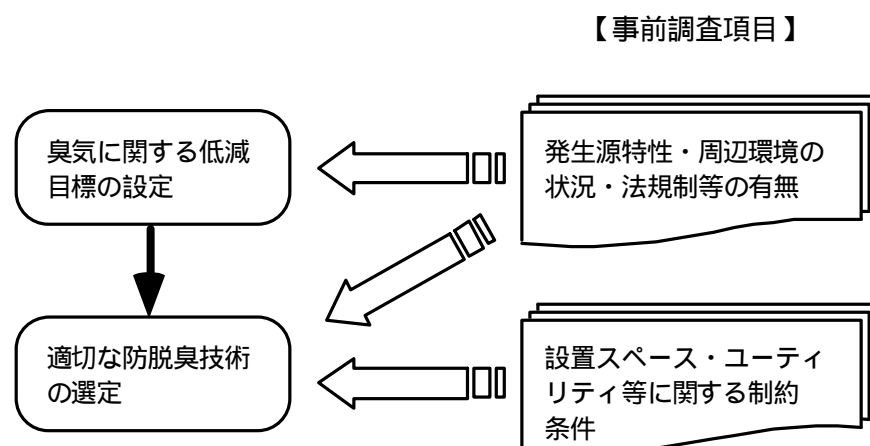 【事前調査項目】
臭気に関する低減
目標の設定
発生源特性・周辺環境の
状況・法規制等の有無
適切な防脱臭技術
の選定
設置スペース・ユーティ
リティ等に関する制約
条件